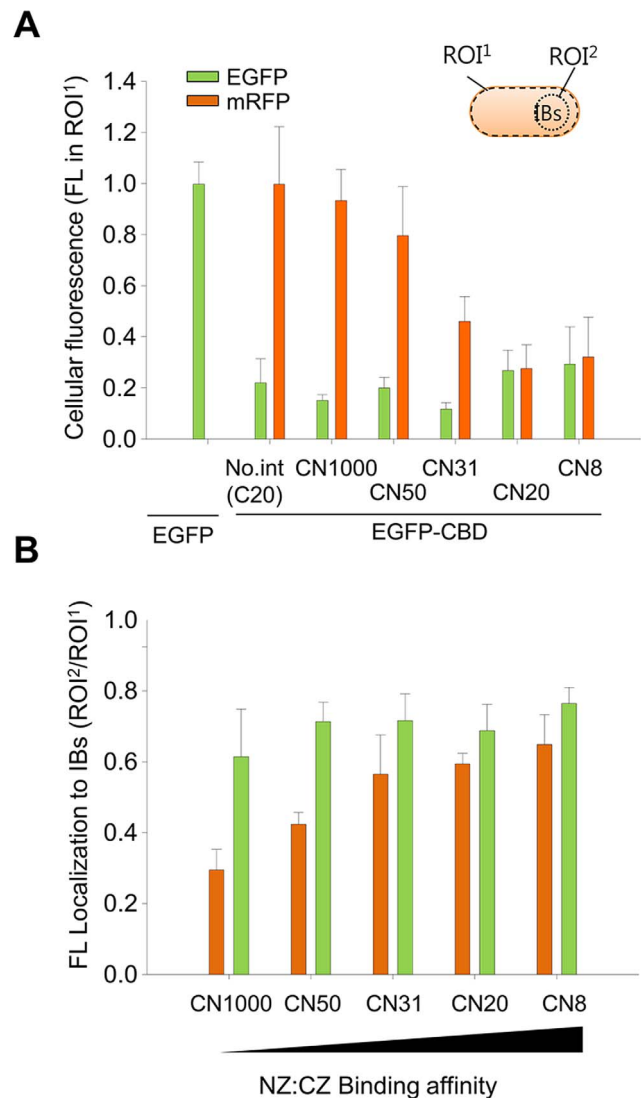 A
ROI¹ ROI²
IBs
EGFP
mRFP
Cellular fluorescence (FL in ROI¹)
1.4
1.2
1.0
0.8
0.6
0.4
0.2
0.0
No.int CN1000 CN31 CN8
(C20) CN50 CN20
EGFP EGFP-CBD
B
FL Localization to IBs (ROI²/ROI¹)
1.0
0.8
0.6
0.4
0.2
0.0
CN1000 CN50 CN31 CN20 CN8
NZ:CZ Binding affinity